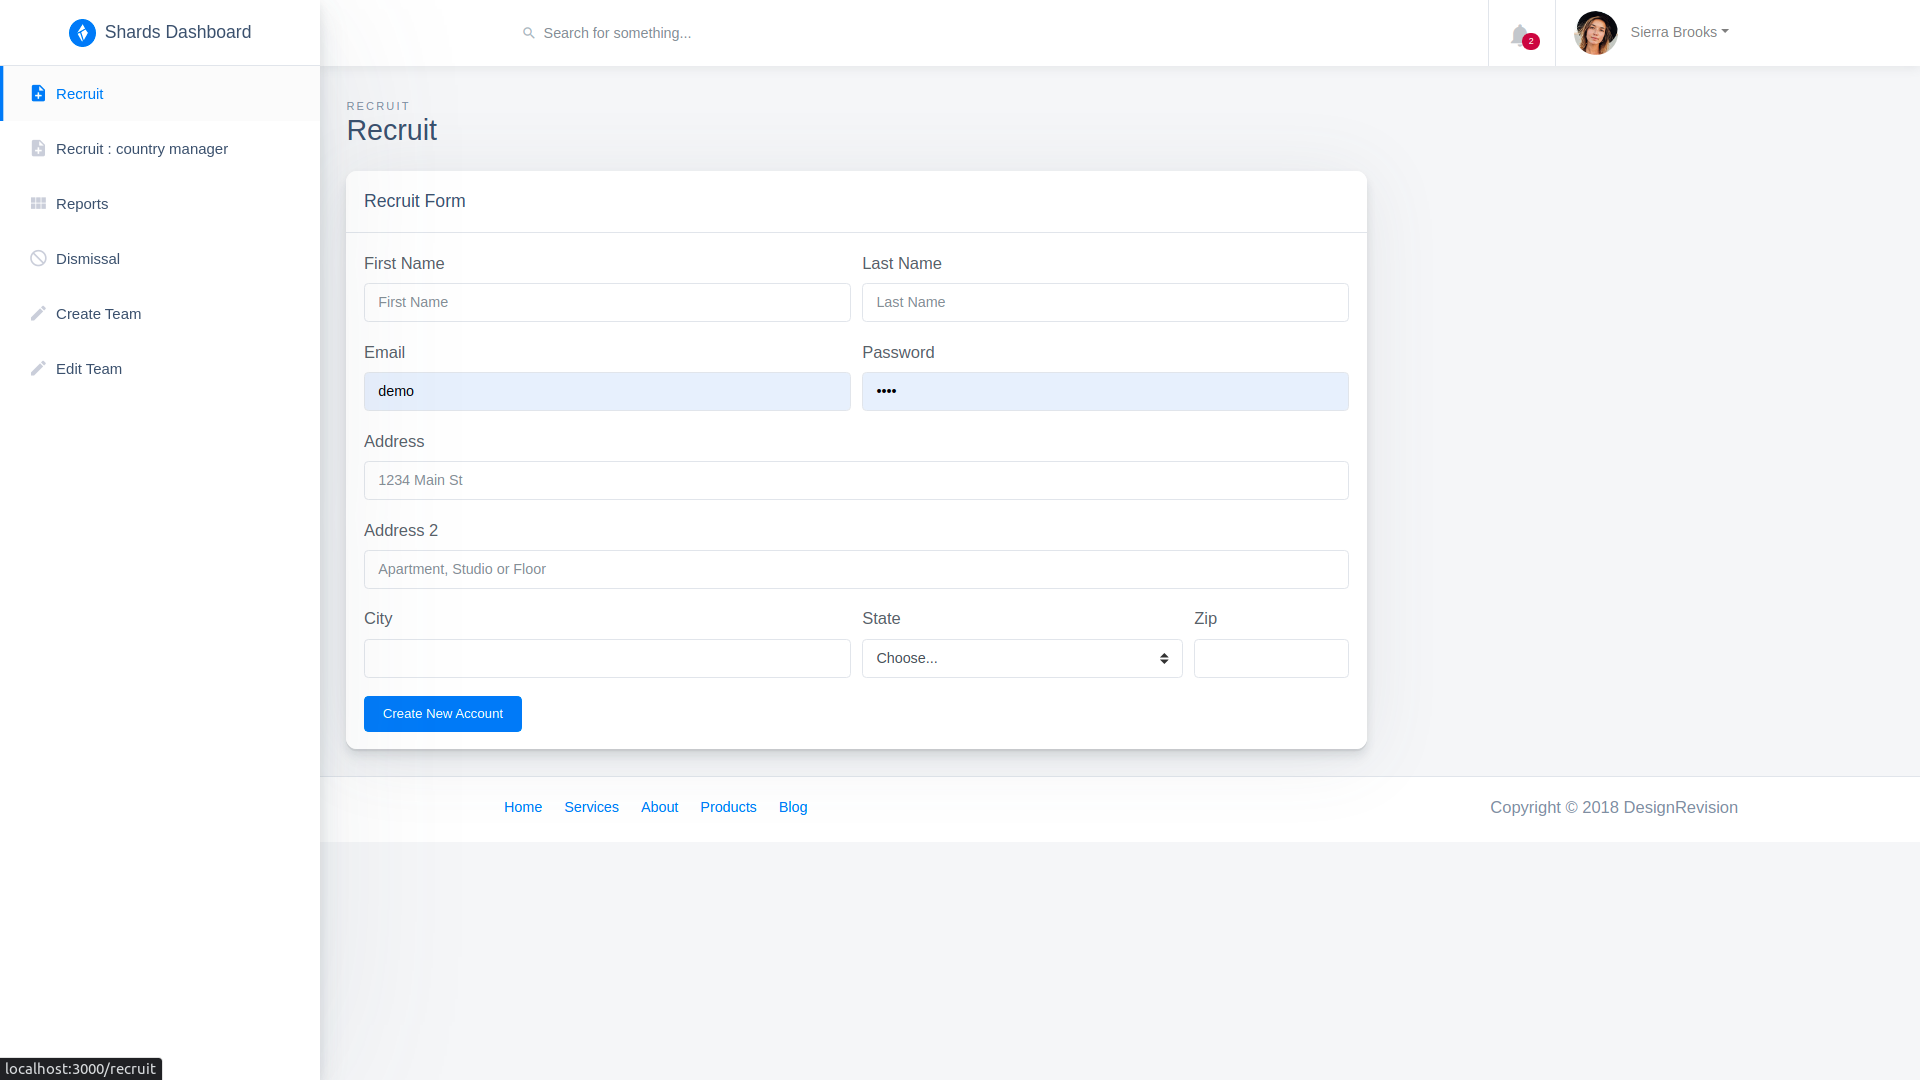 Shards Dashboard
Search for something...
2
Sierra Brooks
Recruit
Recruit : country manager
Reports
Dismissal
Create Team
Edit Team
RECRUIT
Recruit
Recruit Form
First Name Last Name
First Name Last Name
Email Password
demo ••••
Address
1234 Main St
Address 2
Apartment, Studio or Floor
City State Zip
Choose...
Create New Account
Home Services About Products Blog
Copyright © 2018 DesignRevision
localhost:3000/recruit